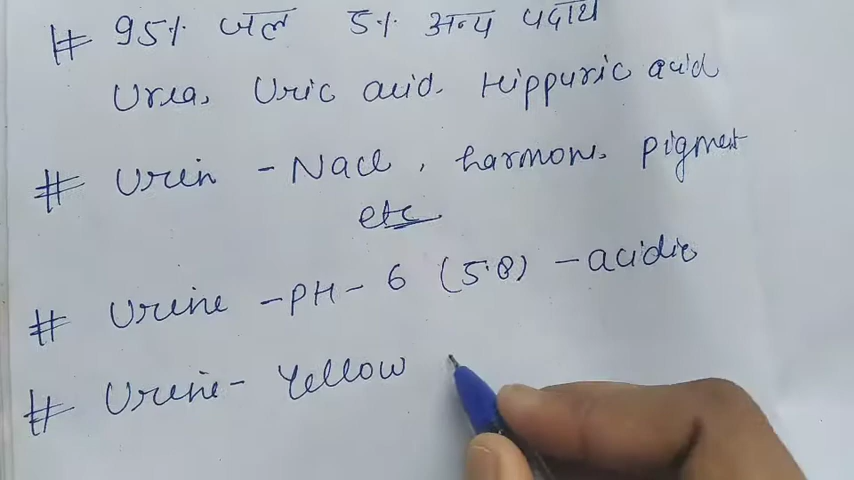 # 95% जल 5% अन्य पदार्थ
Urea, Uric acid. Hippuric acid
# Urein - NaCl, harmon. pigment
etc
# Urine - PH - 6 (5.8) - acidic
# Urine - Yellow